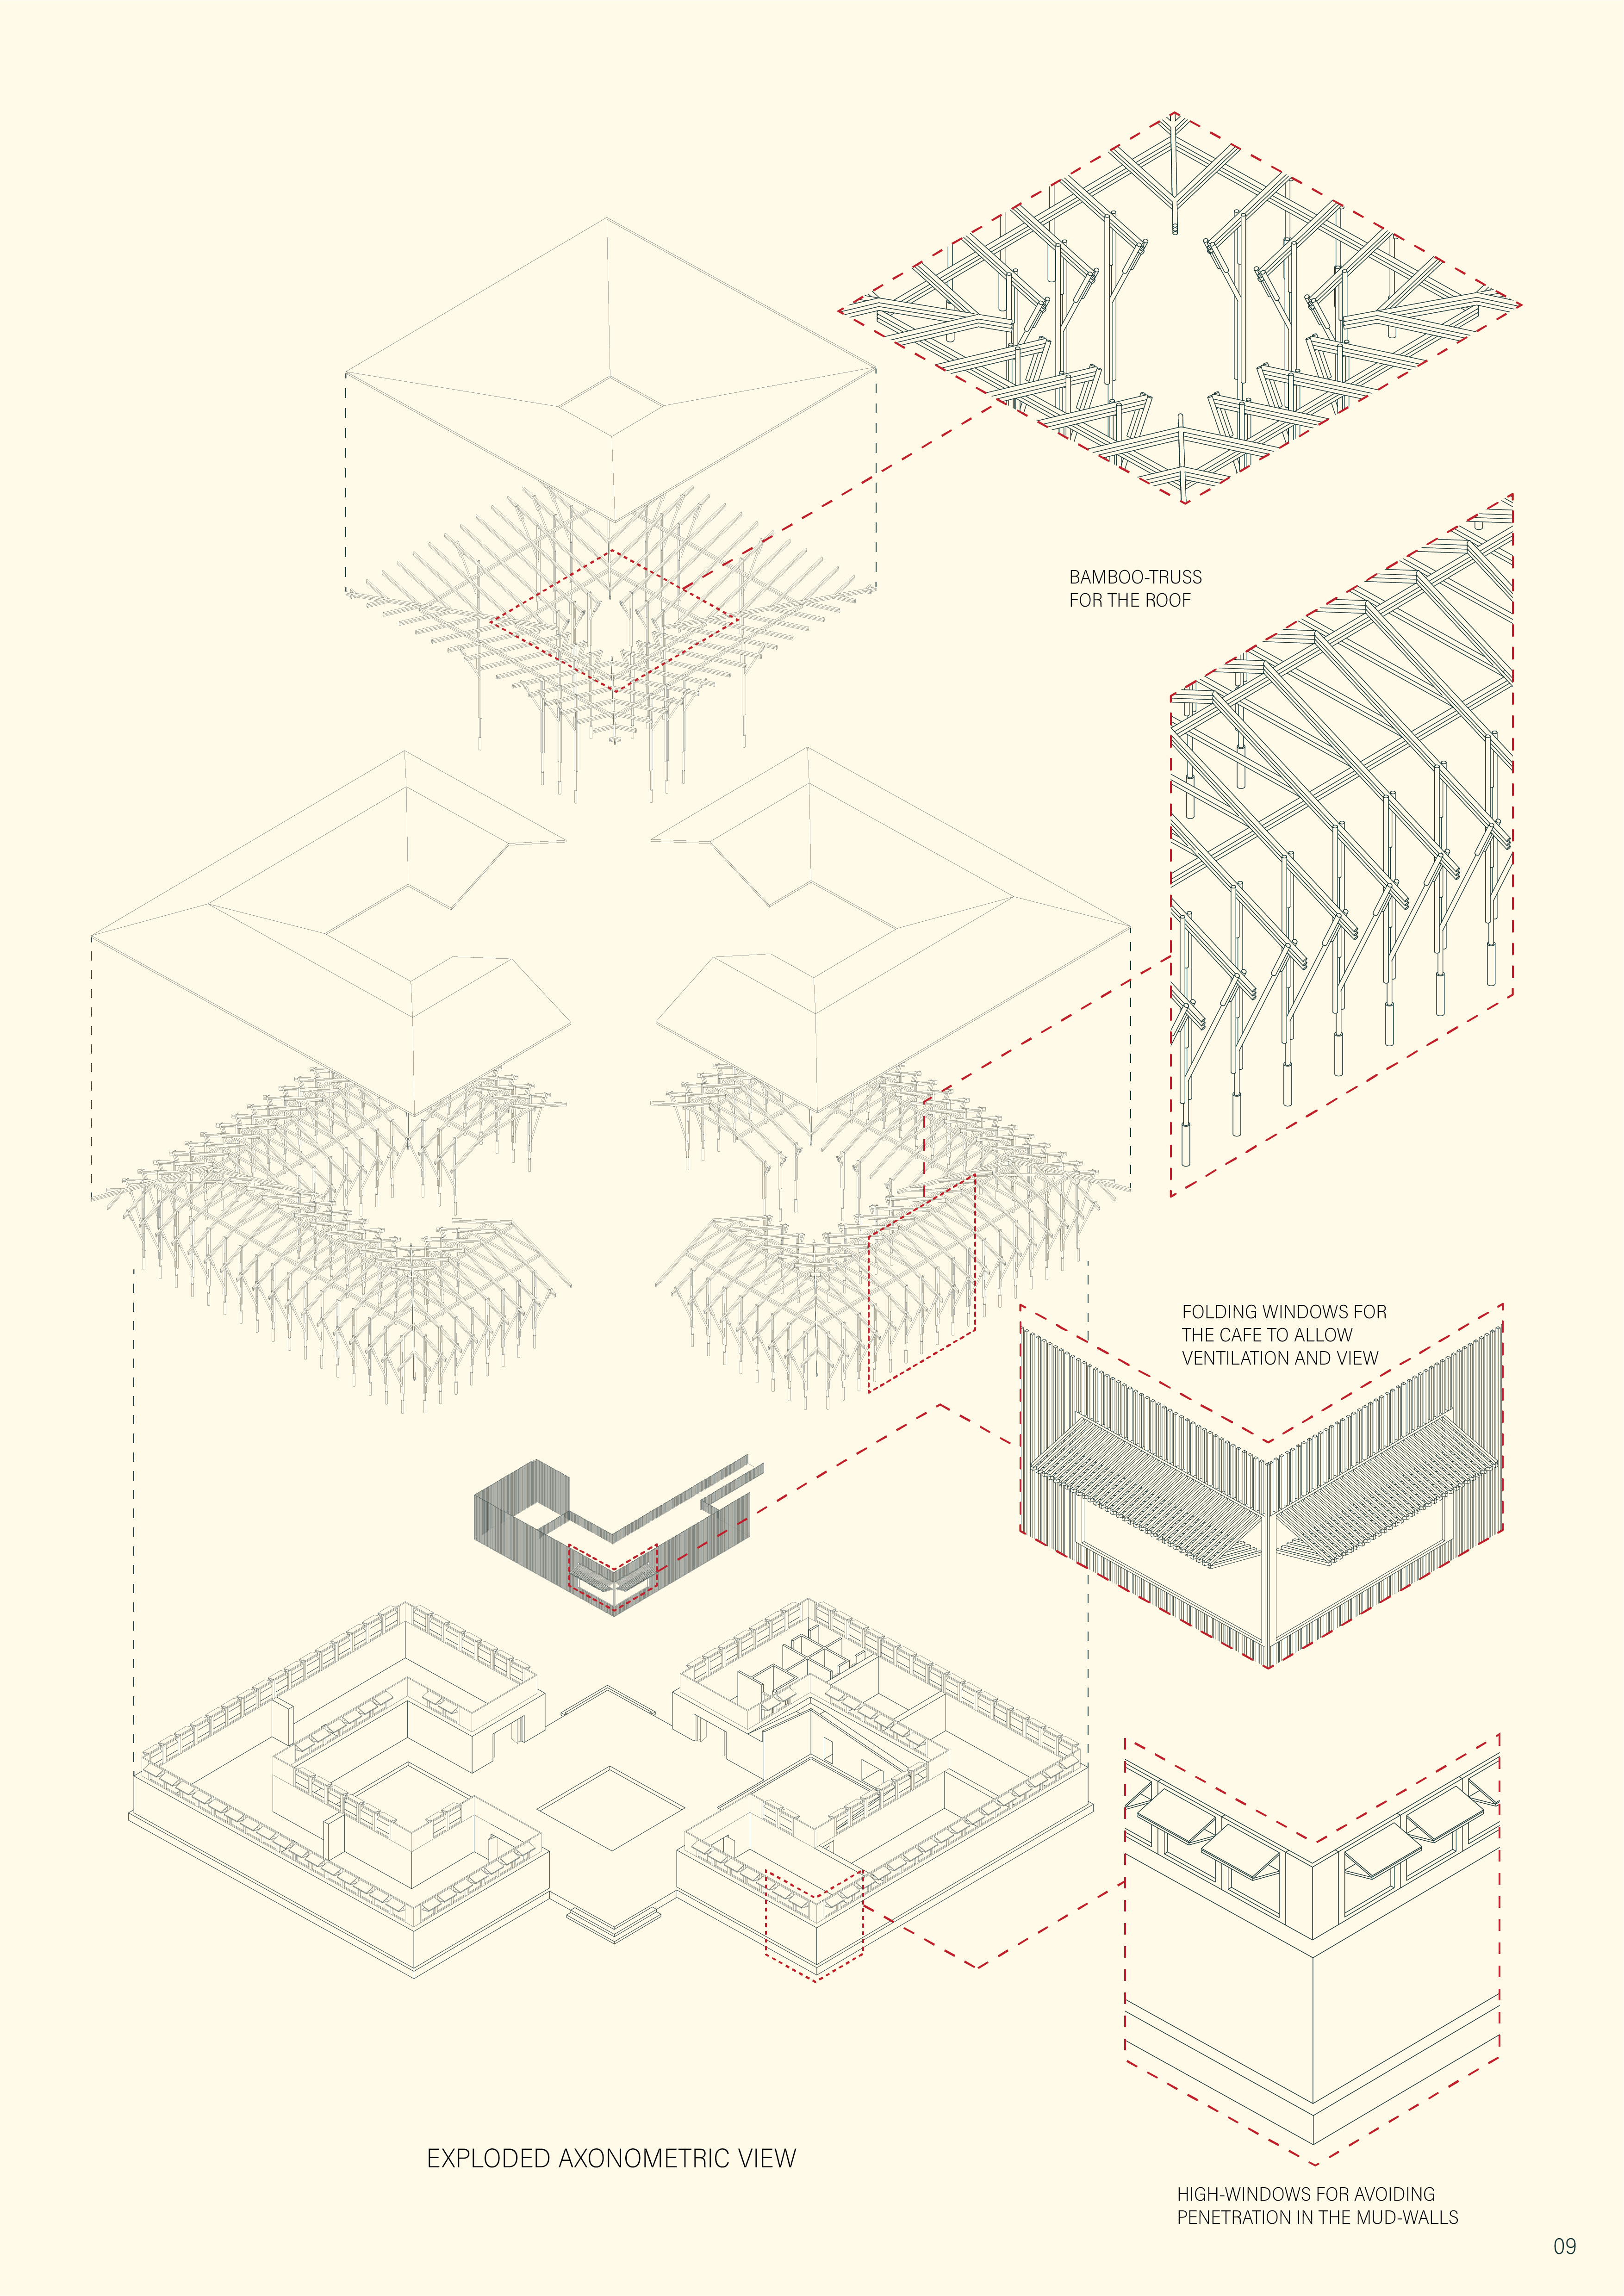 BAMBOO-TRUSS
FOR THE ROOF
FOLDING WINDOWS FOR
THE CAFE TO ALLOW
VENTILATION AND VIEW
EXPLODED AXONOMETRIC VIEW
HIGH-WINDOWS FOR AVOIDING
PENETRATION IN THE MUD-WALLS
09